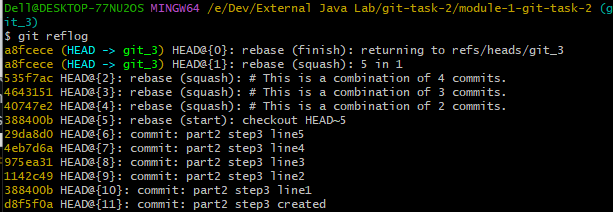 Dell@DESKTOP-77NU2OS MINGW64 /e/Dev/External Java Lab/git-task-2/module-1-git-task-2 (g
it_3)
$ git reflog
a8fcece (HEAD -> git_3) HEAD@{0}: rebase (finish): returning to refs/heads/git_3
a8fcece (HEAD -> git_3) HEAD@{1}: rebase (squash): 5 in 1
535f7ac HEAD@{2}: rebase (squash): # This is a combination of 4 commits.
4643151 HEAD@{3}: rebase (squash): # This is a combination of 3 commits.
40747e2 HEAD@{4}: rebase (squash): # This is a combination of 2 commits.
388400b HEAD@{5}: rebase (start): checkout HEAD~5
29da8d0 HEAD@{6}: commit: part2 step3 line5
4eb7d6a HEAD@{7}: commit: part2 step3 line4
975ea31 HEAD@{8}: commit: part2 step3 line3
1142c49 HEAD@{9}: commit: part2 step3 line2
388400b HEAD@{10}: commit: part2 step3 line1
d8f5f0a HEAD@{11}: commit: part2 step3 created